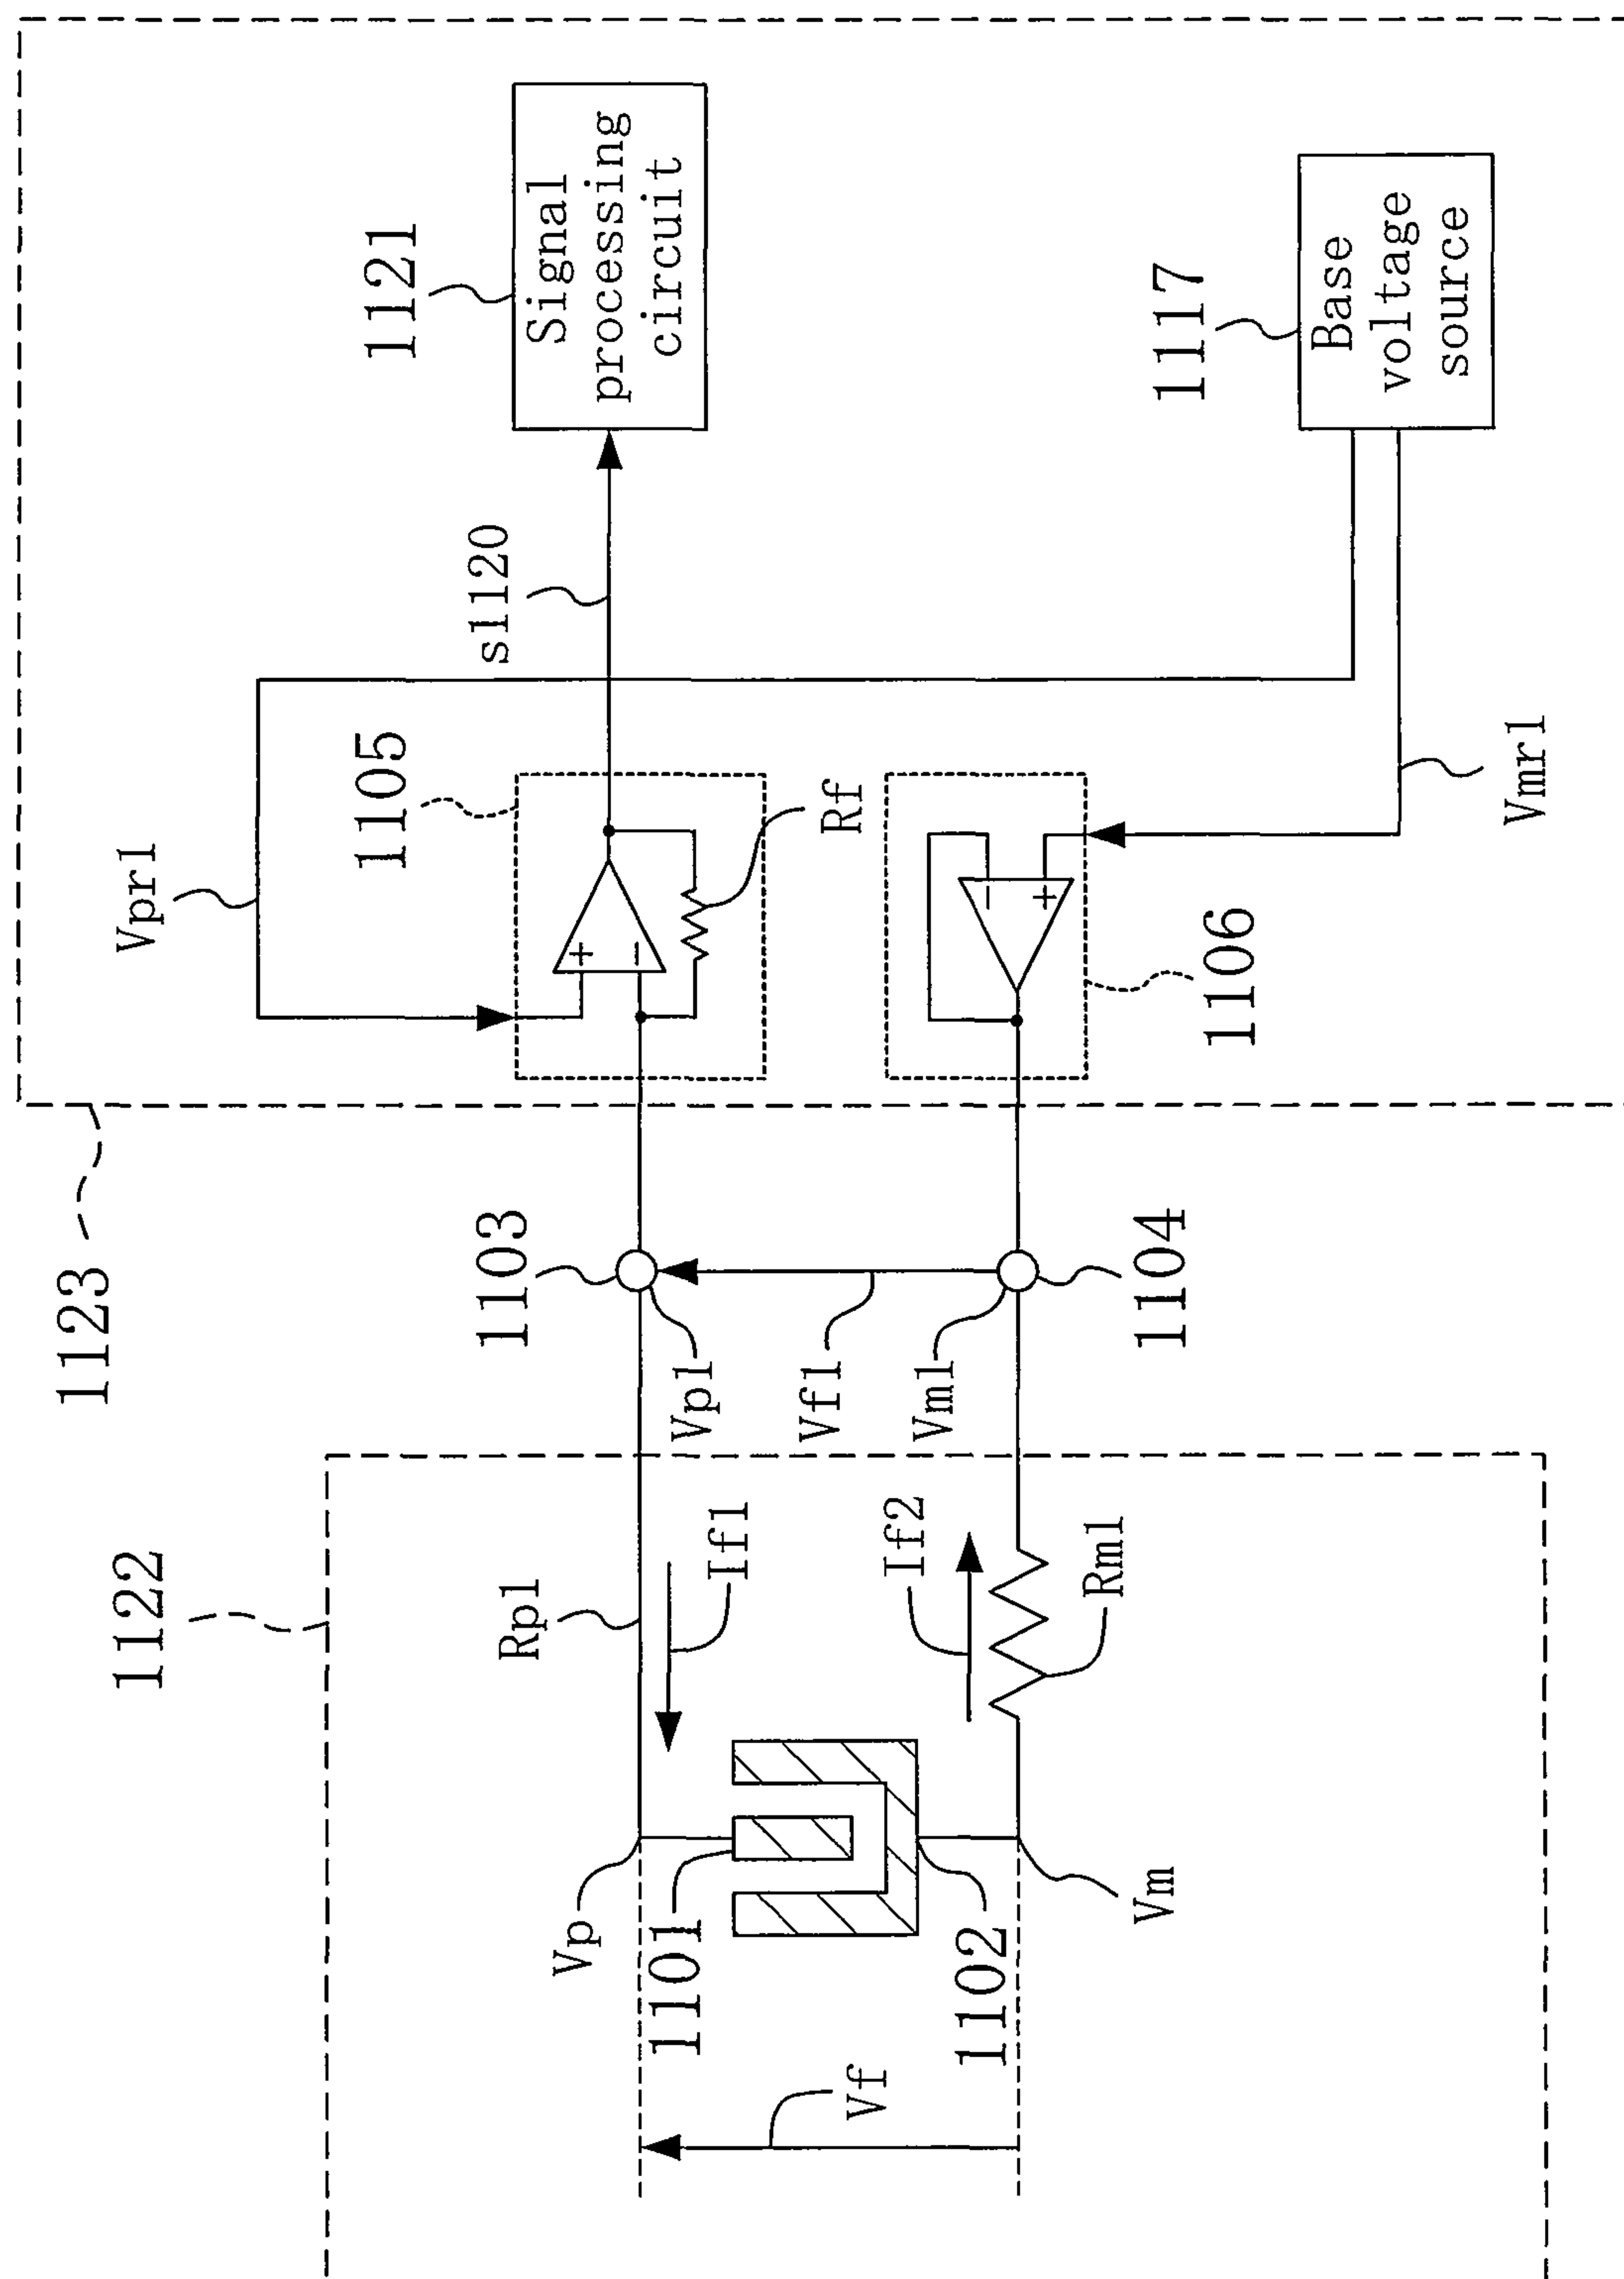 1122
1123
Vp
Rp1
If1
1101
1102
Vf
Vm
If2
Rm1
1103
Vp1
Vf1
Vm1
1104
Vpr1
1105
+
−
Rf
−
+
1106
s1120
1121
Signal
processing
circuit
1117
Base
voltage
source
Vmr1